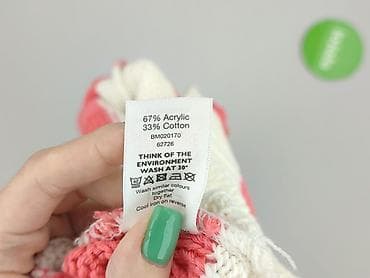 67% Acrylic
33% Cotton
BM020170
62726
THINK OF THE
ENVIRONMENT
WASH AT 30°
Wash similar colours
together
Dry Flat
Cool iron on reverse